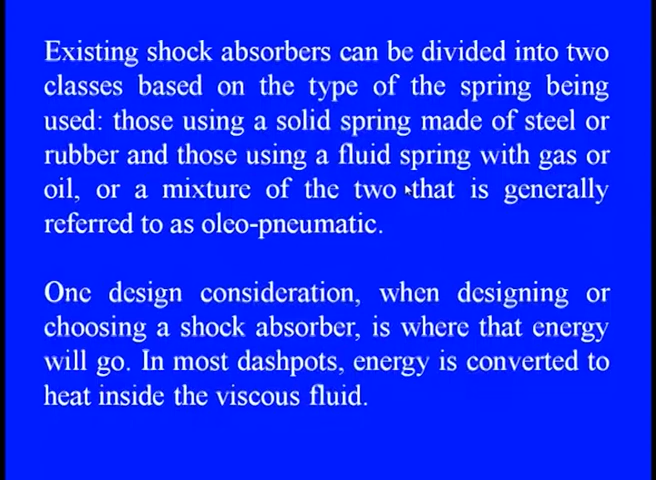 Existing shock absorbers can be divided into two
classes based on the type of the spring being
used: those using a solid spring made of steel or
rubber and those using a fluid spring with gas or
oil, or a mixture of the two that is generally
referred to as oleo-pneumatic.
One design consideration, when designing or
choosing a shock absorber, is where that energy
will go. In most dashpots, energy is converted to
heat inside the viscous fluid.